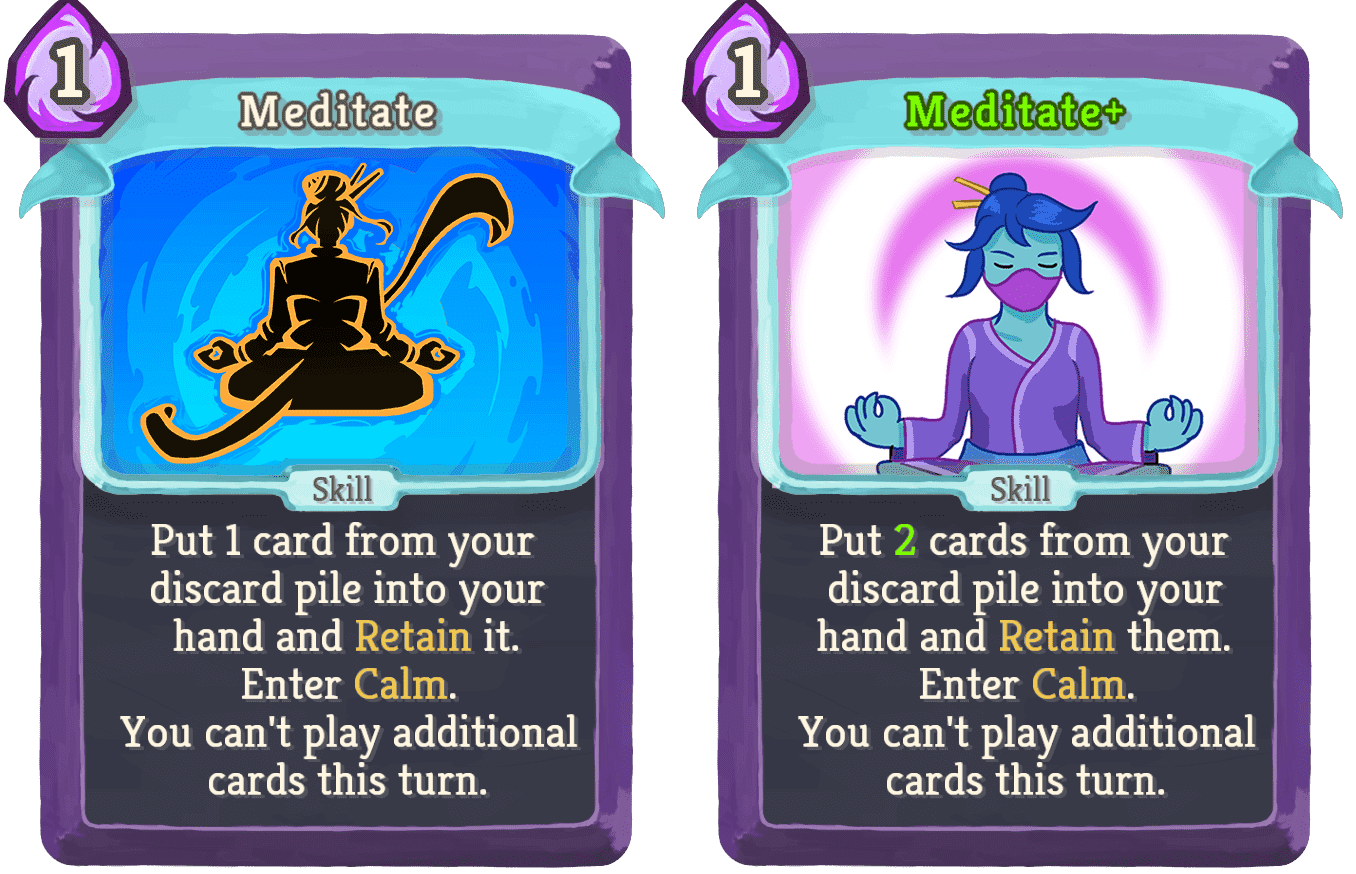 1
Meditate
Skill
Put 1 card from your
discard pile into your
hand and Retain it.
Enter Calm.
You can't play additional
cards this turn.
1
Meditate+
Skill
Put 2 cards from your
discard pile into your
hand and Retain them.
Enter Calm.
You can't play additional
cards this turn.